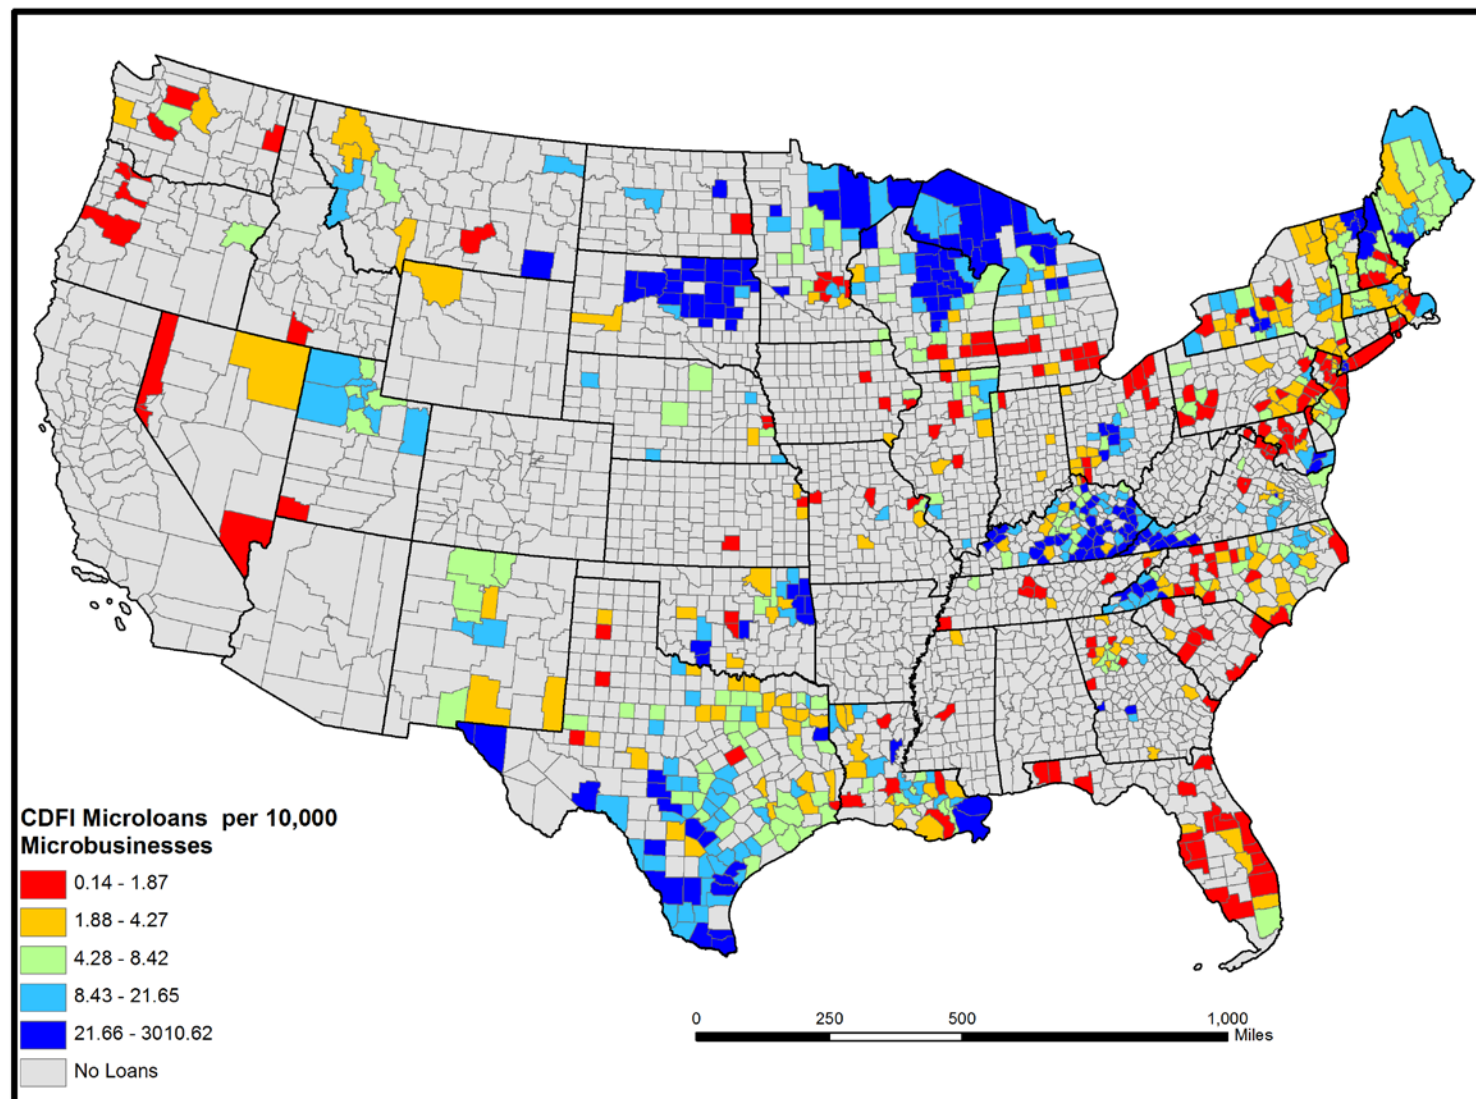 CDFI Microloans per 10,000
Microbusinesses
0.14 - 1.87
1.88 - 4.27
4.28 - 8.42
8.43 - 21.65
21.66 - 3010.62
No Loans
0 250 500 1,000
Miles